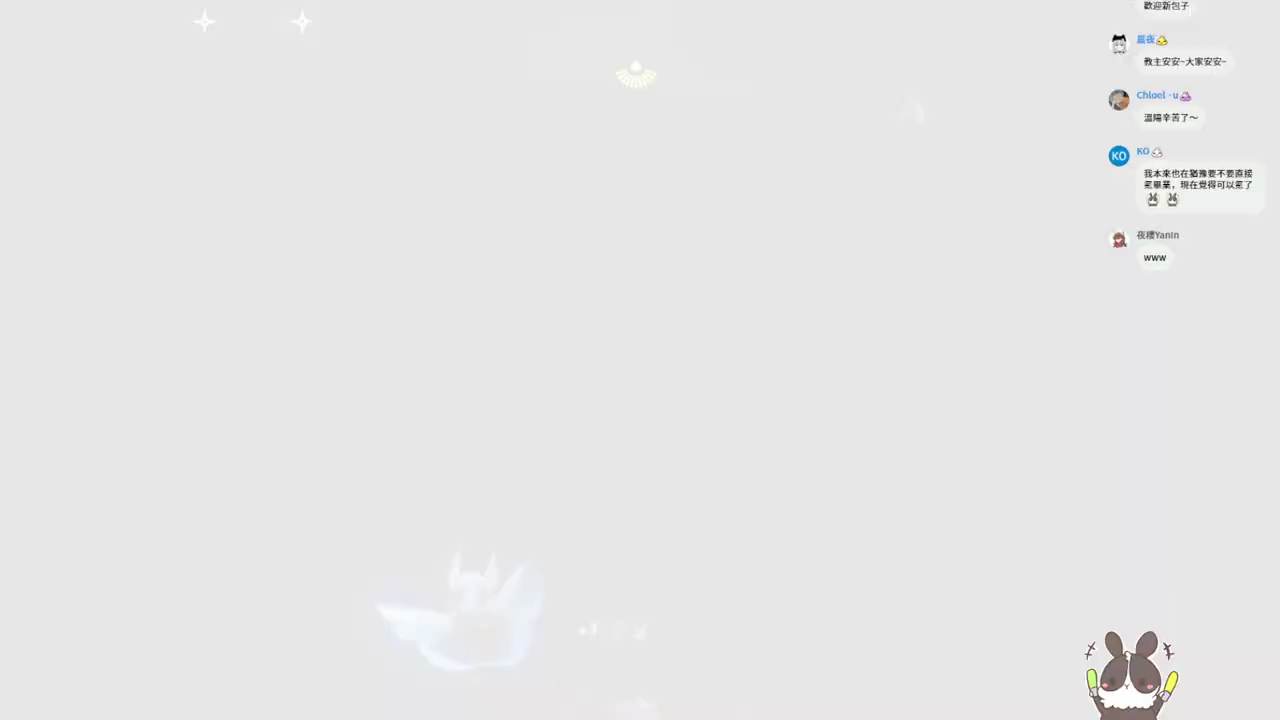 歡迎新包子
晨夜
教主安安~大家安安~
Chloel ·u
溫陽辛苦了～
KO
KO
我本來也在猶豫要不要直接
畢業，現在覺得可以了
夜櫻Yanin
www